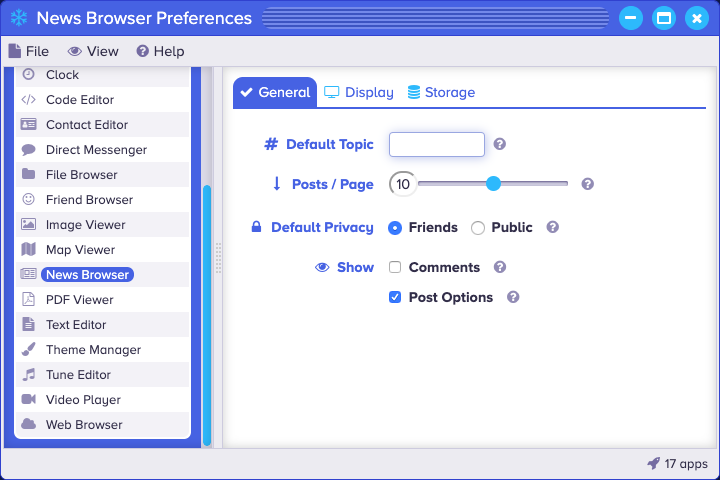 News Browser Preferences
File View Help
Clock
Code Editor
Contact Editor
Direct Messenger
File Browser
Friend Browser
Image Viewer
Map Viewer
News Browser
PDF Viewer
Text Editor
Theme Manager
Tune Editor
Video Player
Web Browser
General Display Storage
# Default Topic
Posts / Page 10
Default Privacy Friends Public
Show Comments
Post Options
17 apps